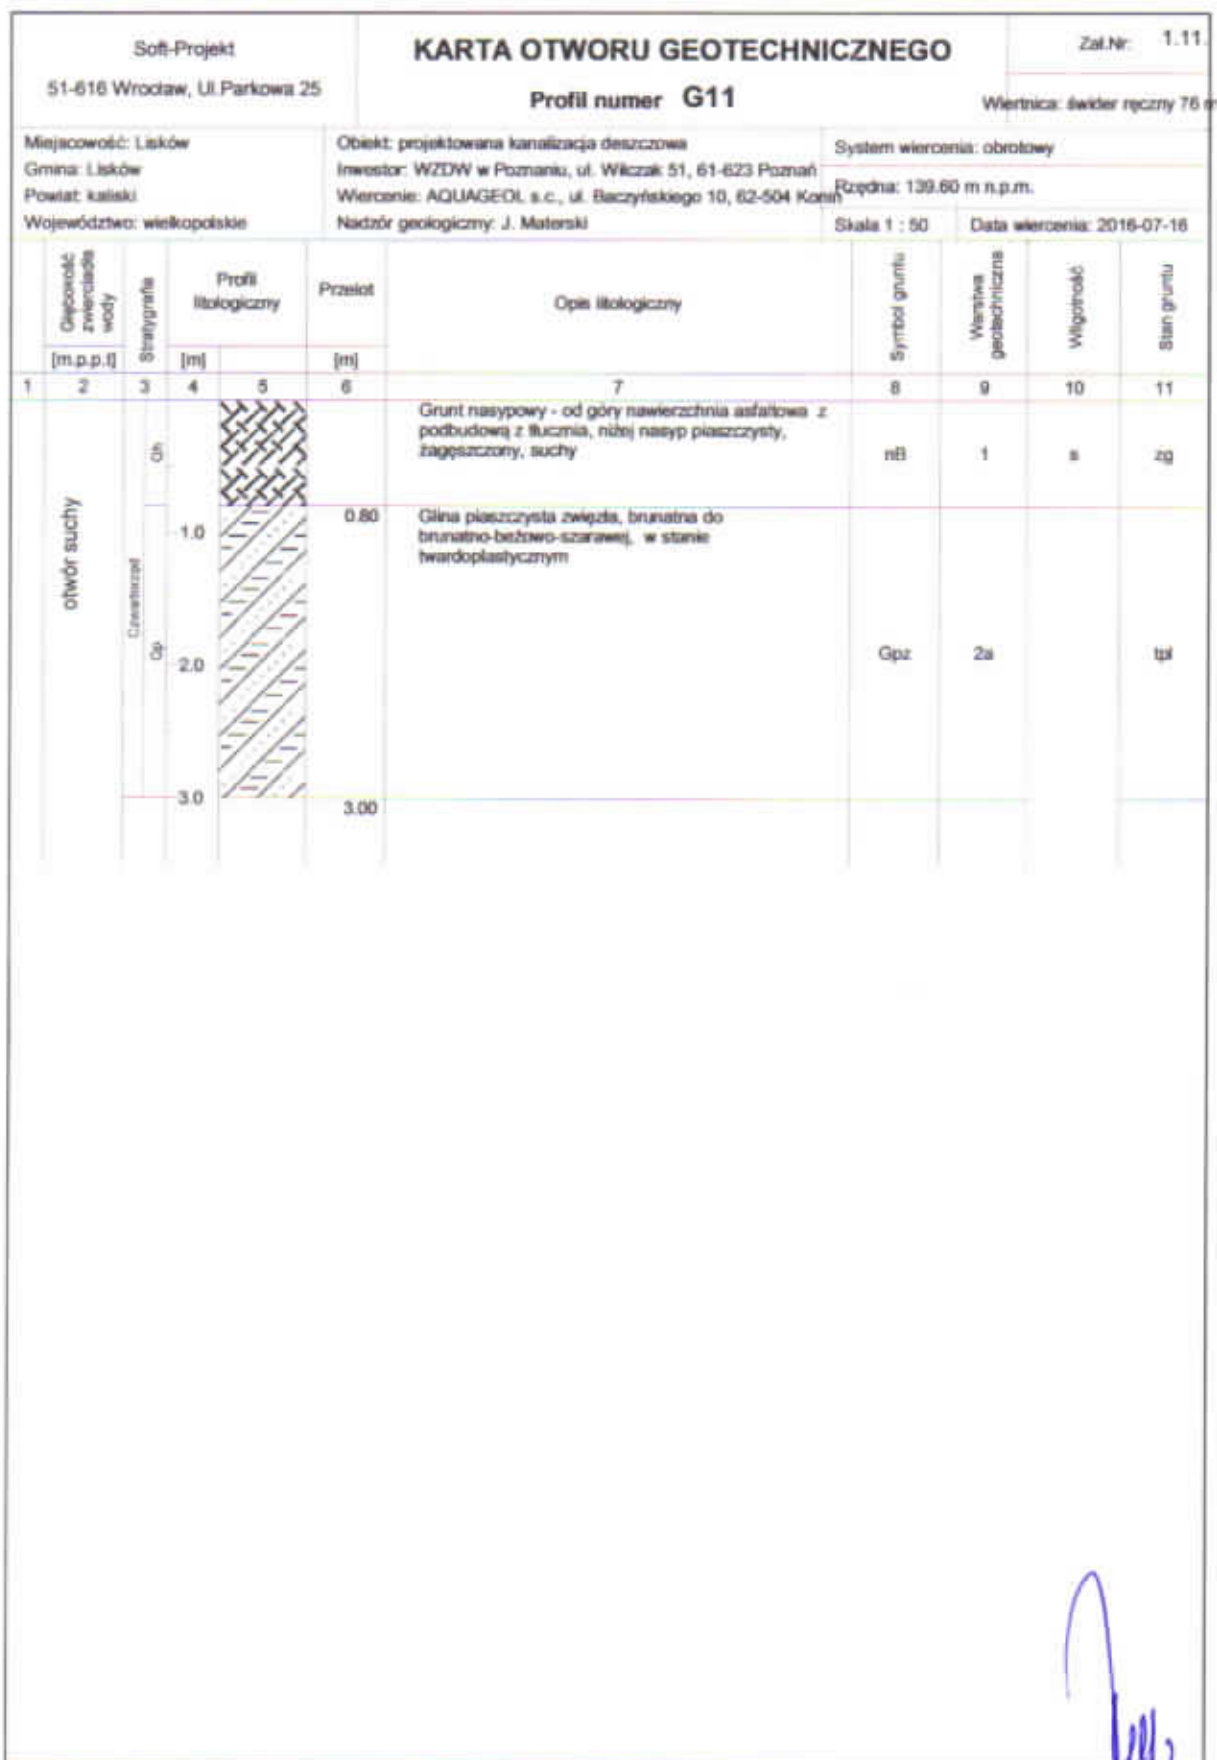 Soft-Projekt
51-616 Wrocław, Ul.Parkowa 25
KARTA OTWORU GEOTECHNICZNEGO
Profil numer G11
Zał.Nr: 1.11.
Wiertnica: świder ręczny 76 m
Miejscowość: Lisków
Gmina: Lisków
Powiat: kaliski
Województwo: wielkopolskie
Obiekt: projektowana kanalizacja deszczowa
Inwestor: WZDW w Poznaniu, ul. Wilczak 51, 61-623 Poznań
Wiercenie: AQUAGEOL s.c., ul. Baczyńskiego 10, 62-504 Konin
Nadzór geologiczny: J. Materski
System wiercenia: obrotowy
Rzędna: 139.60 m n.p.m.
Skala 1 : 50 Data wiercenia: 2016-07-16
Głębokość
zwierciadła
wody
[m.p.p.t]
Stratygrafia
Profil
litologiczny
[m]
Przelot
[m]
Opis litologiczny
Symbol gruntu
Warstwa
geotechniczna
Wilgotność
Stan gruntu
1 2 3 4 5 6 7 8 9 10 11
otwór suchy
Czwartorzęd
Qh
Qp
1.0
2.0
3.0
Grunt nasypowy - od góry nawierzchnia asfaltowa z
podbudową z tłucznia, niżej nasyp piaszczysty,
zagęszczony, suchy
nB 1 s zg
0.80
Glina piaszczysta zwięzła, brunatna do
brunatno-beżowo-szarawej, w stanie
twardoplastycznym
Gpz 2a tpl
3.00